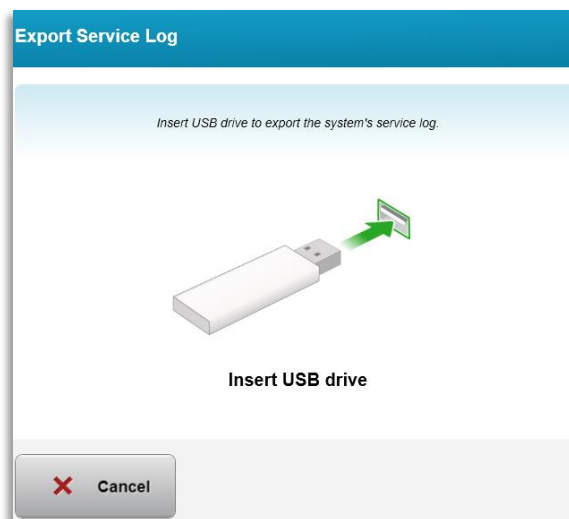 Export Service Log
Insert USB drive to export the system's service log.
Insert USB drive
Cancel